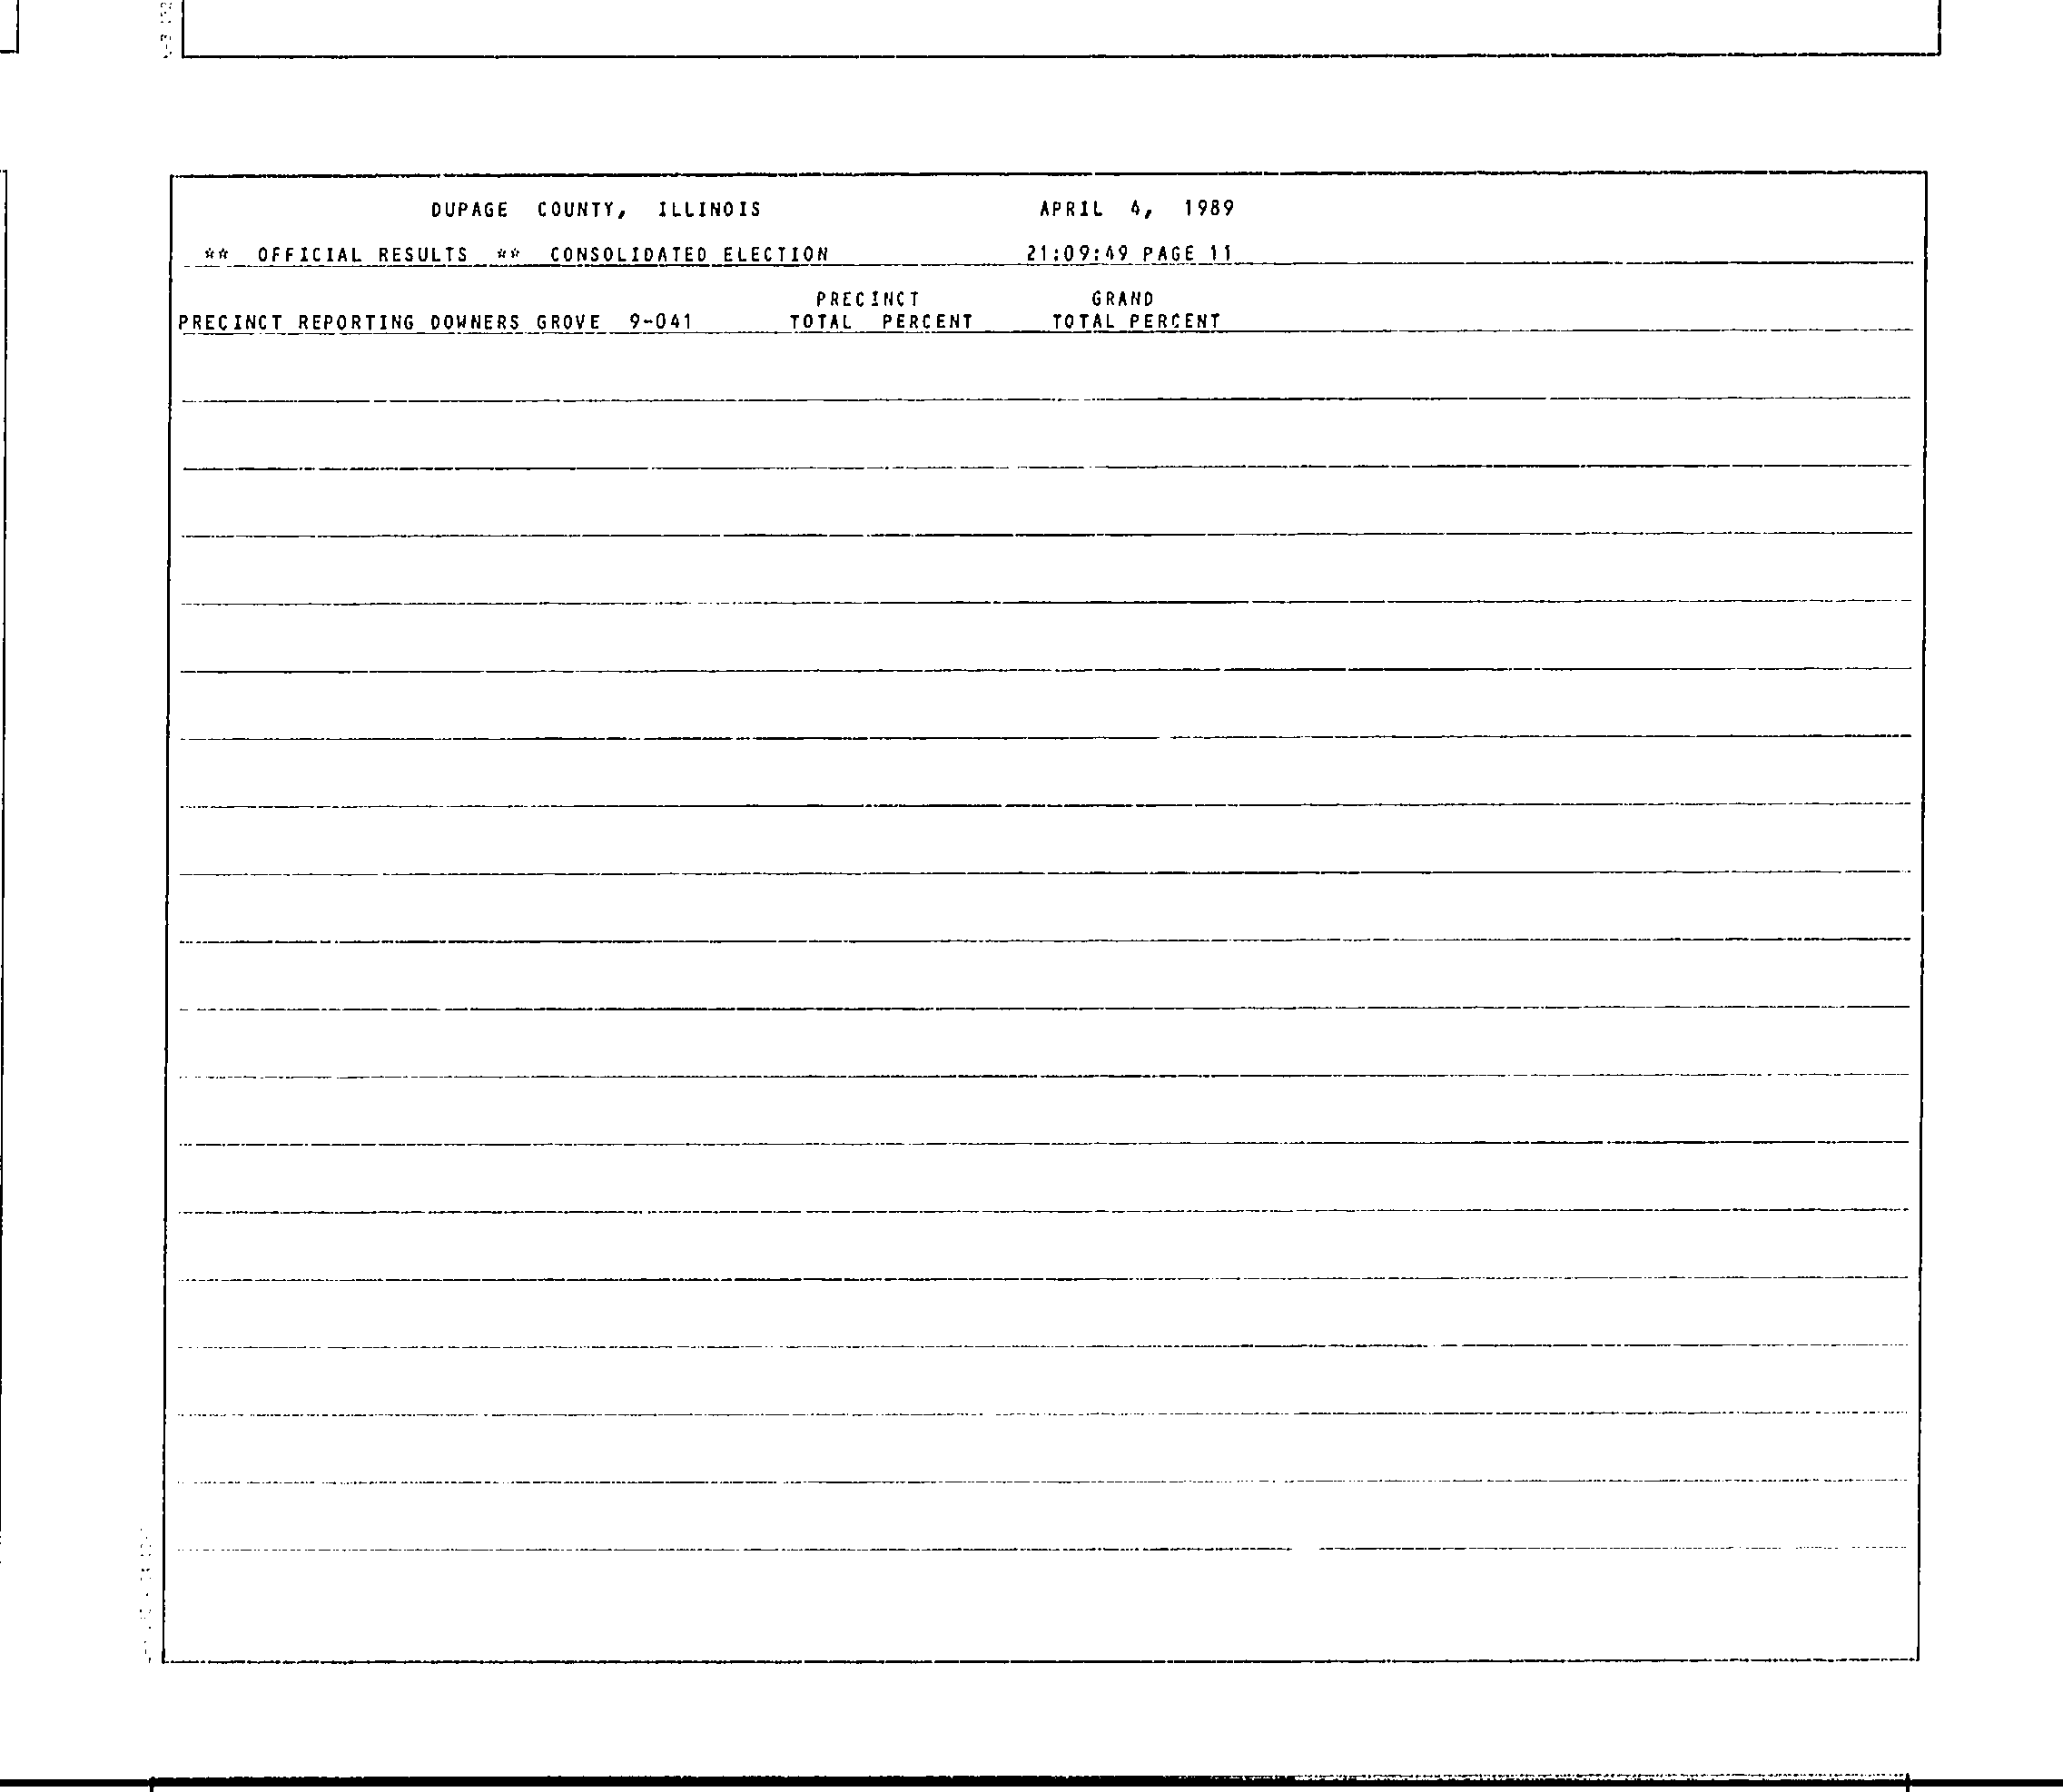 DUPAGE COUNTY, ILLINOIS APRIL 4, 1989
** OFFICIAL RESULTS ** CONSOLIDATED ELECTION 21:09:49 PAGE 11
PRECINCT GRAND
PRECINCT REPORTING DOWNERS GROVE 9-041 TOTAL PERCENT TOTAL PERCENT